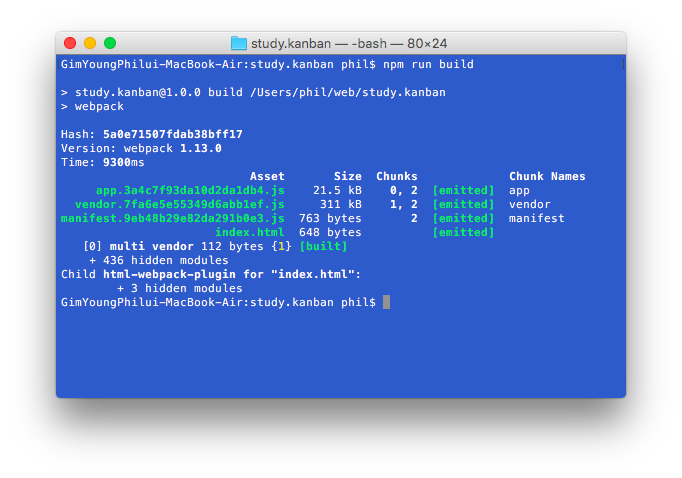 study.kanban — -bash — 80×24
GimYoungPhilui-MacBook-Air:study.kanban phil$ npm run build
> study.kanban@1.0.0 build /Users/phil/web/study.kanban
> webpack
Hash: 5a0e71507fdab38bff17
Version: webpack 1.13.0
Time: 9300ms
Asset Size Chunks Chunk Names
app.3a4c7f93da10d2da1db4.js 21.5 kB 0, 2 [emitted] app
vendor.7fa6e5e55349d6abb1ef.js 311 kB 1, 2 [emitted] vendor
manifest.9eb48b29e82da291b0e3.js 763 bytes 2 [emitted] manifest
index.html 648 bytes [emitted]
[0] multi vendor 112 bytes {1} [built]
+ 436 hidden modules
Child html-webpack-plugin for "index.html":
+ 3 hidden modules
GimYoungPhilui-MacBook-Air:study.kanban phil$